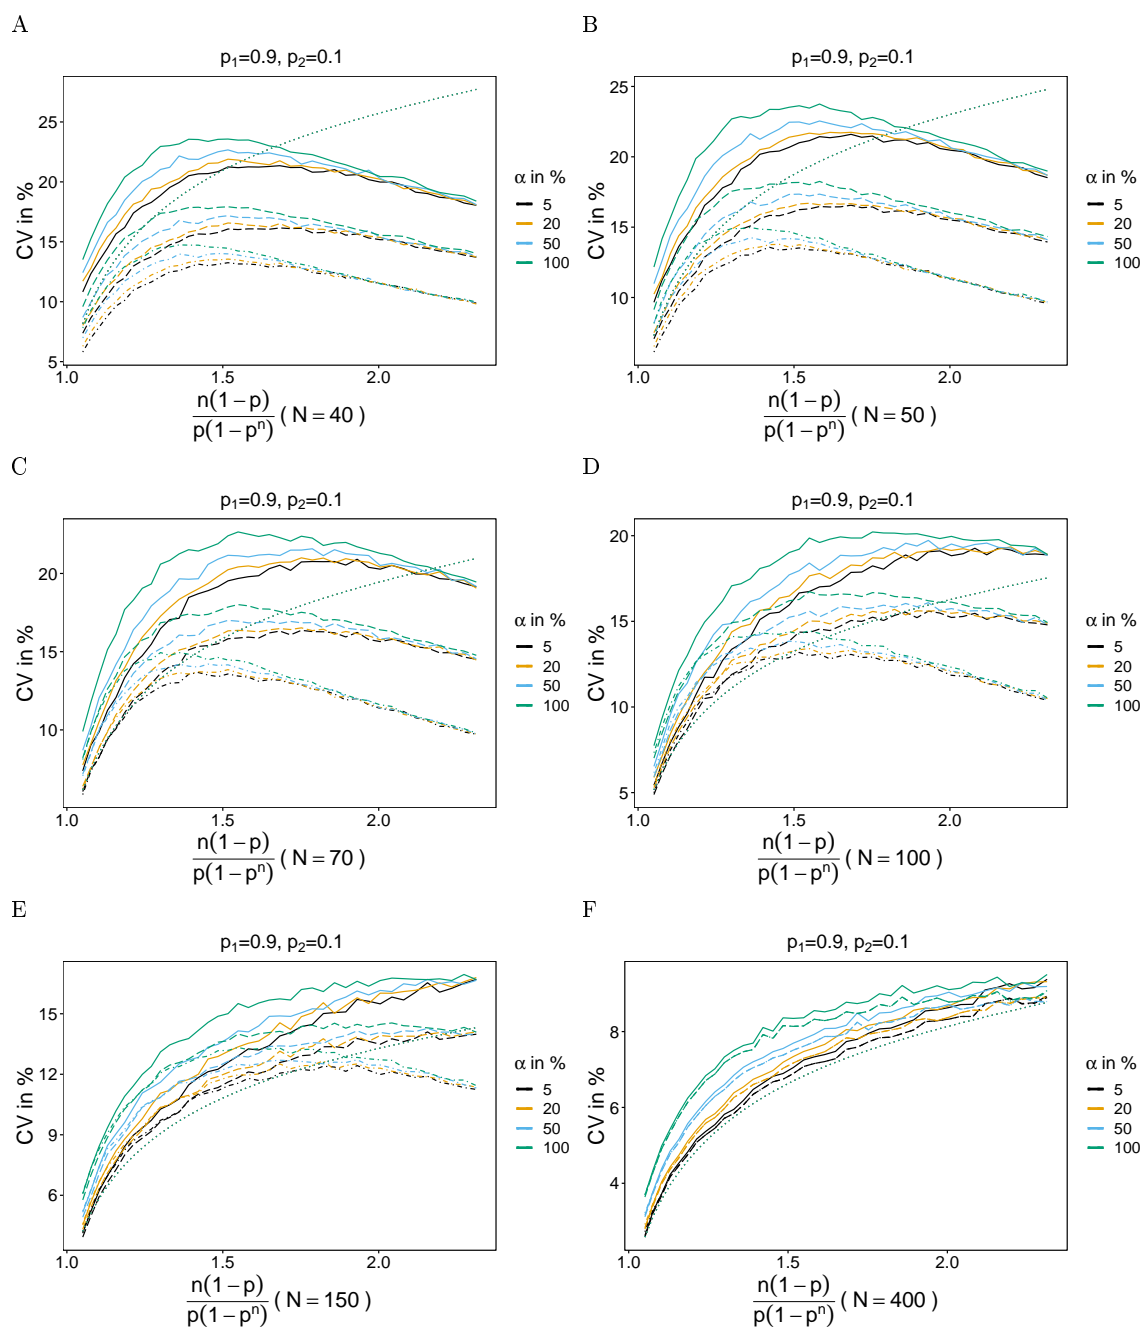 A
p₁=0.9, p₂=0.1
CV in %
25
20
15
10
5
1.0 1.5 2.0
n(1−p)
p(1−pⁿ) ( N = 40 )
α in %
5
20
50
100
B
p₁=0.9, p₂=0.1
CV in %
25
20
15
10
1.0 1.5 2.0
n(1−p)
p(1−pⁿ) ( N = 50 )
α in %
5
20
50
100
C
p₁=0.9, p₂=0.1
CV in %
20
15
10
1.0 1.5 2.0
n(1−p)
p(1−pⁿ) ( N = 70 )
α in %
5
20
50
100
D
p₁=0.9, p₂=0.1
CV in %
20
15
10
5
1.0 1.5 2.0
n(1−p)
p(1−pⁿ) ( N = 100 )
α in %
5
20
50
100
E
p₁=0.9, p₂=0.1
CV in %
15
12
9
6
1.0 1.5 2.0
n(1−p)
p(1−pⁿ) ( N = 150 )
α in %
5
20
50
100
F
p₁=0.9, p₂=0.1
CV in %
8
6
4
1.0 1.5 2.0
n(1−p)
p(1−pⁿ) ( N = 400 )
α in %
5
20
50
100